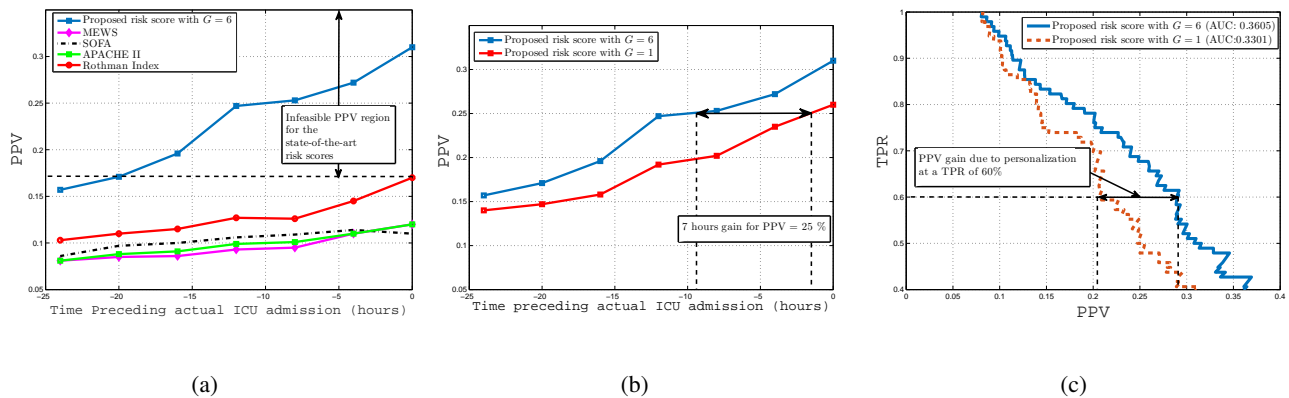 Proposed risk score with G = 6
MEWS
SOFA
APACHE II
Rothman Index
Infeasible PPV region
for the
state-of-the-art
risk scores
PPV
0.3
0.25
0.2
0.15
0.1
0.05
-25
-20
-15
-10
-5
0
Time Preceding actual ICU admission (hours)
(a)
Proposed risk score with G = 6
Proposed risk score with G = 1
7 hours gain for PPV = 25 %
PPV
0.3
0.25
0.2
0.15
0.1
0.05
-25
-20
-15
-10
-5
0
Time preceding actual ICU admission (hours)
(b)
Proposed risk score with G = 6 (AUC: 0.3605)
Proposed risk score with G = 1 (AUC:0.3301)
PPV gain due to personalization
at a TPR of 60%
TPR
1
0.9
0.8
0.7
0.6
0.5
0.4
0
0.05
0.1
0.15
0.2
0.25
0.3
0.35
0.4
PPV
(c)